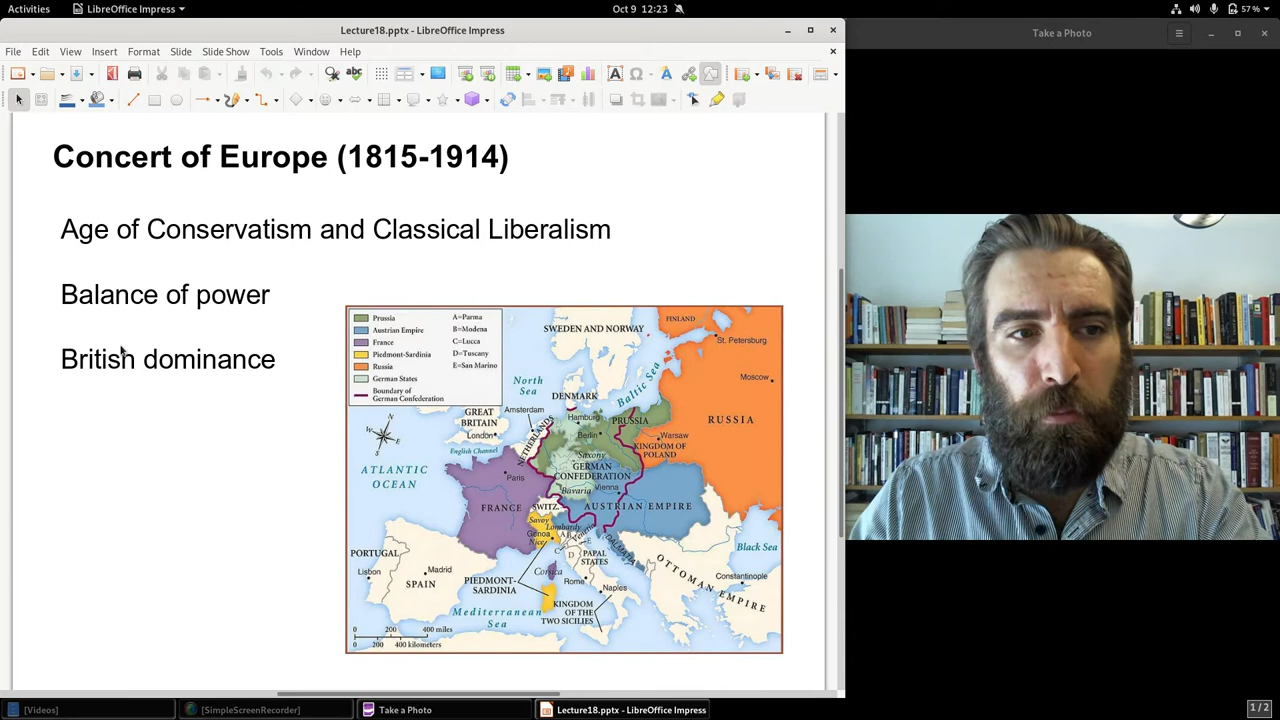 Activities
LibreOffice Impress
Oct 9 12:23
57%
Lecture18.pptx - LibreOffice Impress
Take a Photo
File Edit View Insert Format Slide Slide Show Tools Window Help
Concert of Europe (1815-1914)
Age of Conservatism and Classical Liberalism
Balance of power
British dominance
Prussia
Austrian Empire
France
Piedmont-Sardinia
Russia
German States
Boundary of
German Confederation
A=Parma
B=Modena
C=Lucca
D=Tuscany
E=San Marino
SWEDEN AND NORWAY
FINLAND
St. Petersburg
Moscow
North
Sea
Baltic Sea
DENMARK
RUSSIA
GREAT
BRITAIN
London
Amsterdam
NETHERLANDS
Hamburg
Berlin
PRUSSIA
Warsaw
KINGDOM OF
POLAND
English Channel
Saxony
GERMAN
CONFEDERATION
ATLANTIC
OCEAN
Paris
Bavaria
Vienna
FRANCE
SWITZ.
AUSTRIAN EMPIRE
Savoy
Lombardy
Venetia
Genoa
Nice
A
B
C
D
E
DALMATIA
PAPAL
STATES
Black Sea
PORTUGAL
Lisbon
Madrid
SPAIN
Corsica
Rome
Naples
PIEDMONT-
SARDINIA
OTTOMAN EMPIRE
Constantinople
KINGDOM
OF THE
TWO SICILIES
Mediterranean
Sea
0 200 400 miles
0 200 400 kilometers
[Videos]
[SimpleScreenRecorder]
Take a Photo
Lecture18.pptx - LibreOffice Impress
1/2